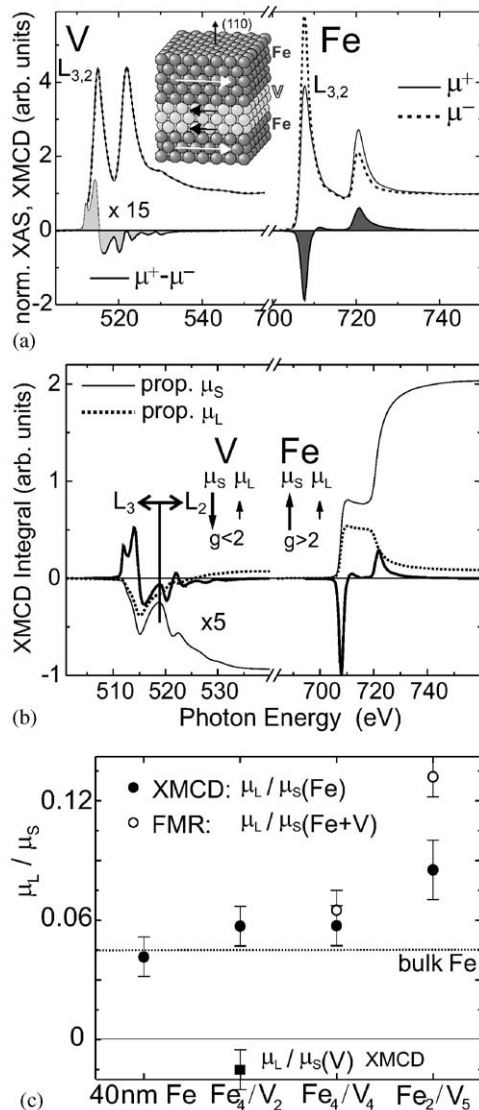 V
L3,2
(110)
Fe
V
Fe
Fe
L3,2
μ+
μ−
x 15
μ+-μ−
norm. XAS, XMCD (arb. units)
4
2
0
-2
520
540
700
720
740
(a)
prop. μS
prop. μL
V
Fe
μS μL
μS μL
L3
L2
g<2
g>2
x5
XMCD Integral (arb. units)
2
1
0
-1
510
520
530
700
720
740
Photon Energy (eV)
(b)
XMCD: μL / μS(Fe)
FMR: μL / μS(Fe+V)
μL / μS
0.12
0.06
0
bulk Fe
μL / μS(V) XMCD
40nm Fe Fe4/V2 Fe4/V4 Fe2/V5
(c)